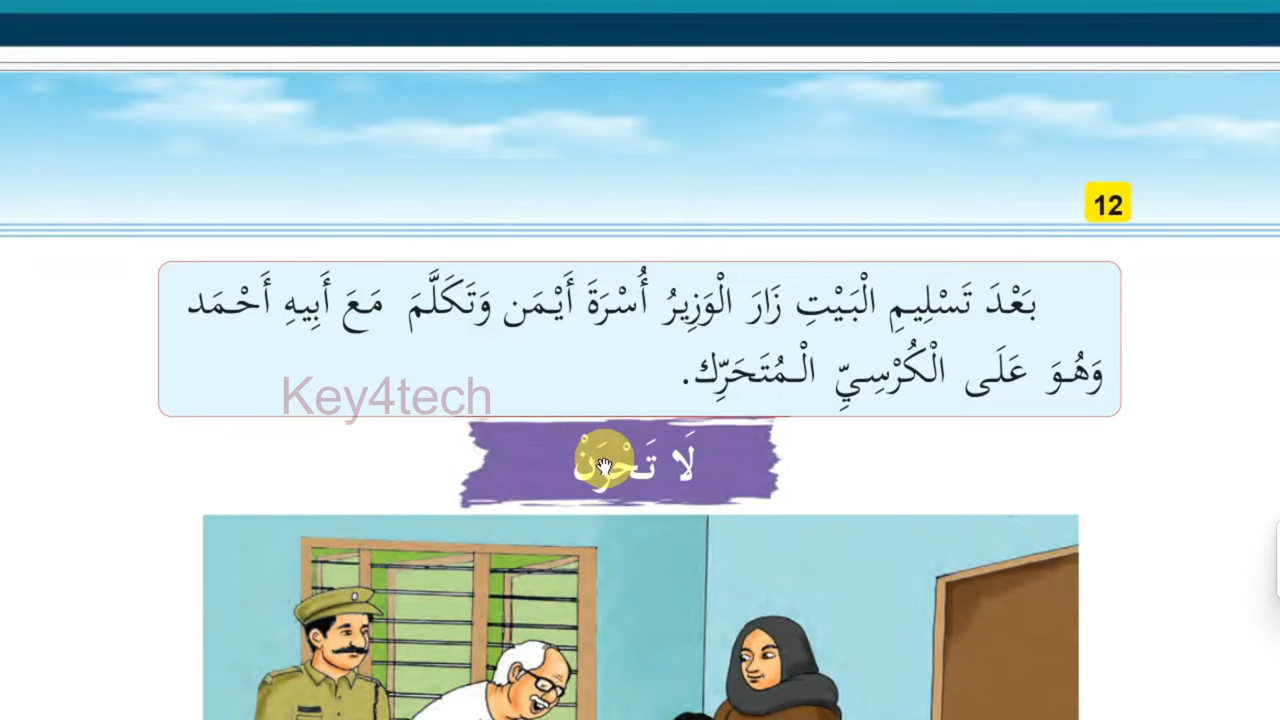 12
بَعْدَ تَسْلِيمِ الْبَيْتِ زَارَ الْوَزِيرُ أُسْرَةَ أَيْمَن وَتَكَلَّمَ مَعَ أَبِيهِ أَحْمَد
وَهُوَ عَلَى الْكُرْسِيِّ الْمُتَحَرِّك.
Key4tech
لَا تَحْزَنْ